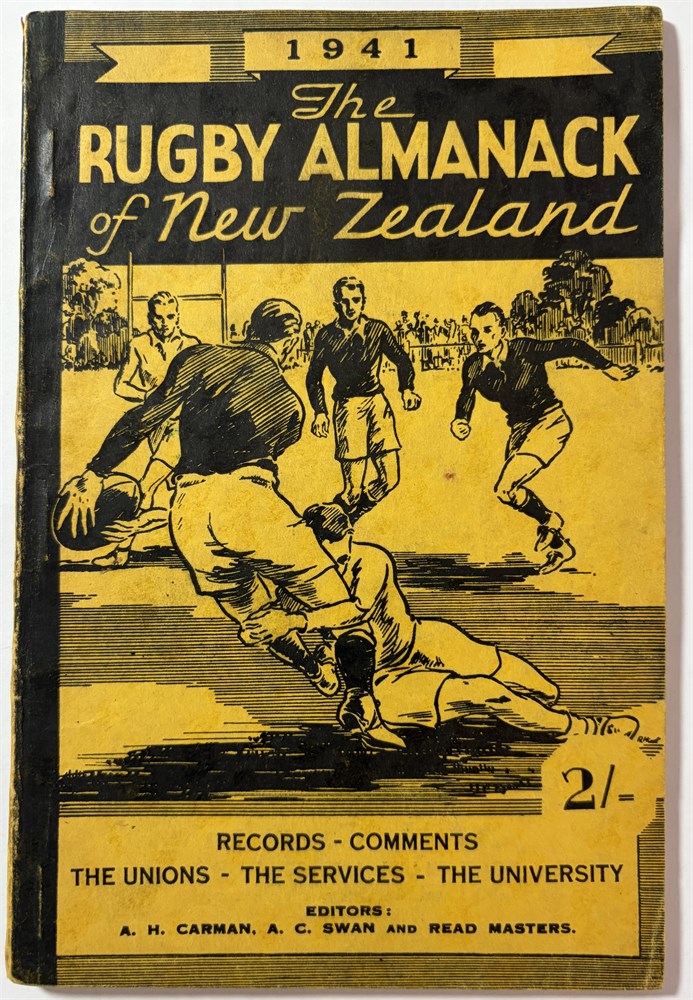 1941
The
RUGBY ALMANACK
of New Zealand
2/=
RECORDS - COMMENTS
THE UNIONS - THE SERVICES - THE UNIVERSITY
EDITORS:
A. H. CARMAN, A. C. SWAN AND READ MASTERS.